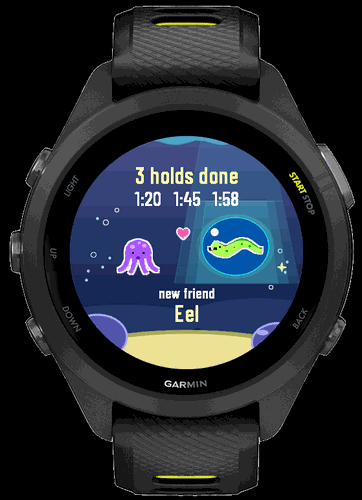 3 holds done
1:20 1:45 1:58
new friend
Eel
LIGHT
UP
DOWN
START STOP
BACK
GARMIN